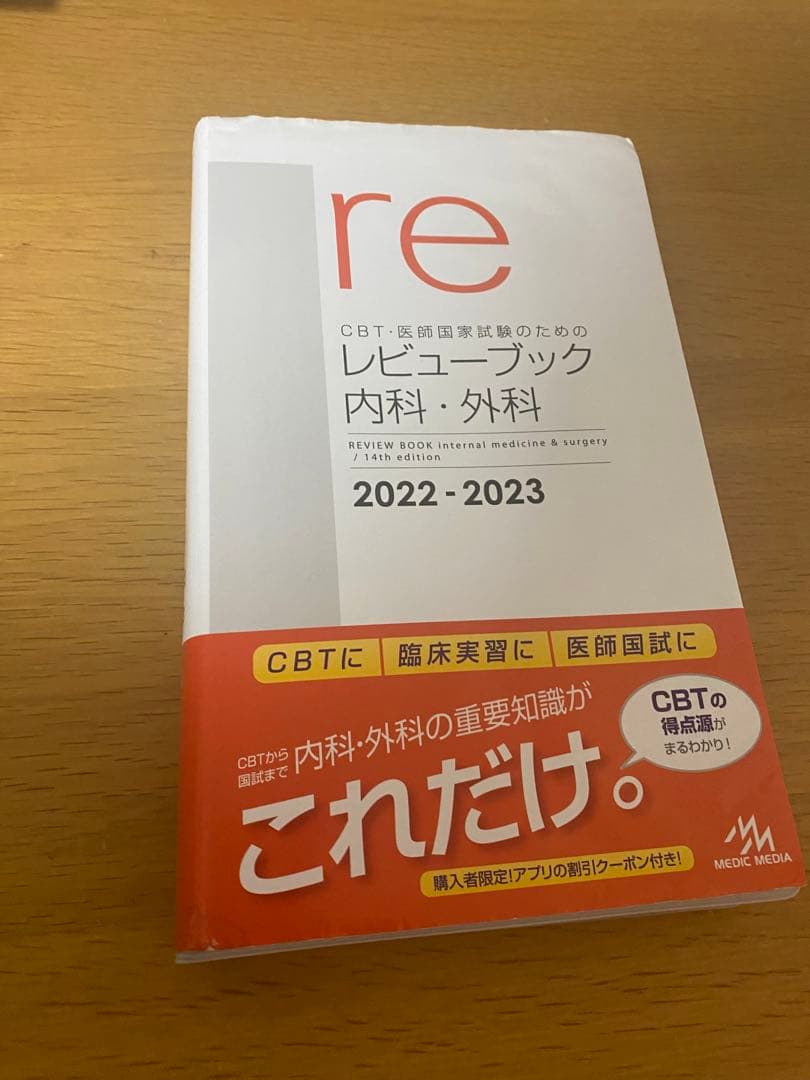 re
CBT・医師国家試験のための
レビューブック
内科・外科
REVIEW BOOK internal medicine & surgery
/ 14th edition
2022-2023
CBTに 臨床実習に 医師国試に
CBTから
国試まで
内科・外科の重要知識が
これだけ。
CBTの
得点源が
まるわかり!
購入者限定!アプリの割引クーポン付き!
MEDIC MEDIA